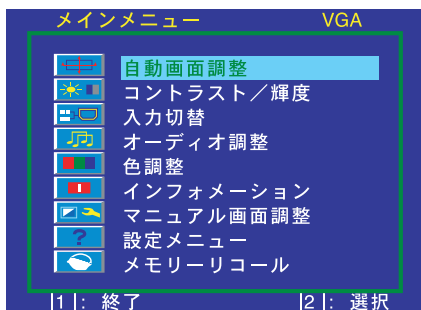 メインメニュー VGA
自動画面調整
コントラスト／輝度
入力切替
オーディオ調整
色調整
インフォメーション
マニュアル画面調整
?
設定メニュー
メモリーリコール
|1|: 終了 |2|: 選択